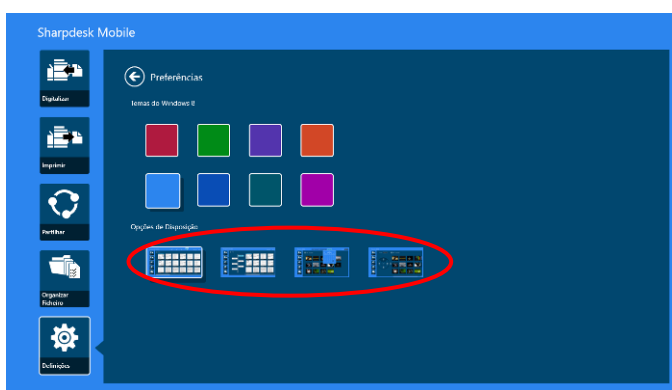 Sharpdesk Mobile
Preferências
Digitalizar
Temas do Windows 8
Imprimir
Partilhar
Opções de Disposição
Organizar
Ficheiro
Definições